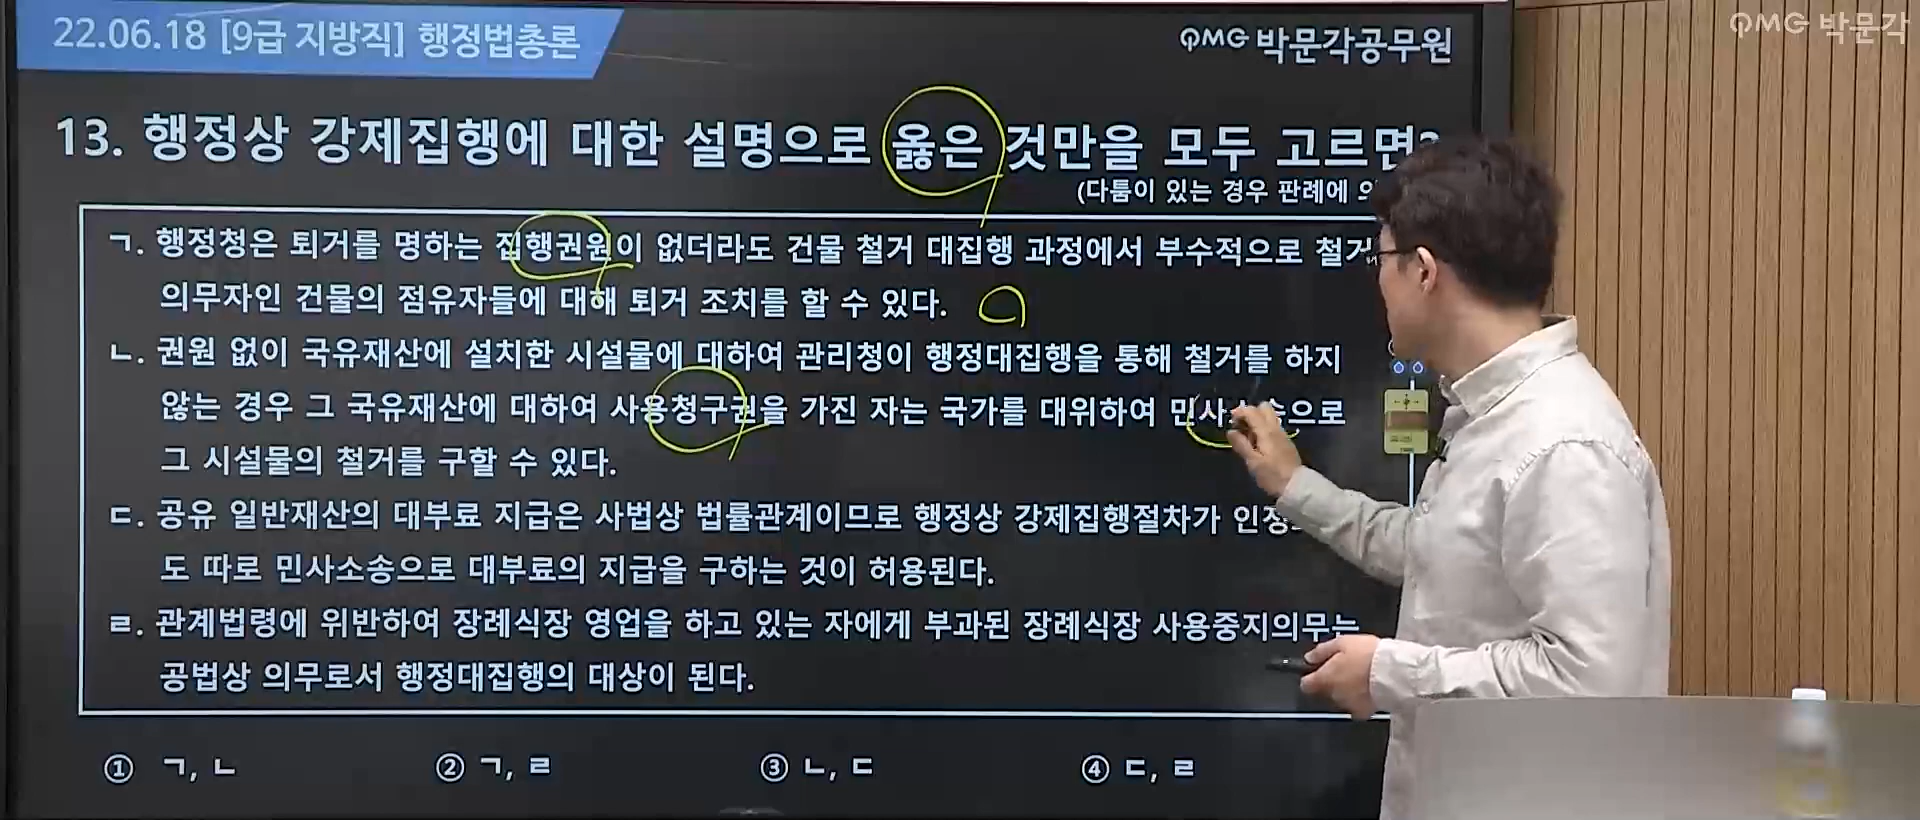 22.06.18 [9급 지방직] 행정법총론
QMG 박문각공무원
QMG 박문각
13. 행정상 강제집행에 대한 설명으로 옳은 것만을 모두 고르면?
(다툼이 있는 경우 판례에
ㄱ. 행정청은 퇴거를 명하는 집행권원이 없더라도 건물 철거 대집행 과정에서 부수적으로 철거
의무자인 건물의 점유자들에 대해 퇴거 조치를 할 수 있다.
ㄴ. 권원 없이 국유재산에 설치한 시설물에 대하여 관리청이 행정대집행을 통해 철거를 하지
않는 경우 그 국유재산에 대하여 사용청구권을 가진 자는 국가를 대위하여 민사소송으로
그 시설물의 철거를 구할 수 있다.
ㄷ. 공유 일반재산의 대부료 지급은 사법상 법률관계이므로 행정상 강제집행절차가
도 따로 민사소송으로 대부료의 지급을 구하는 것이 허용된다.
ㄹ. 관계법령에 위반하여 장례식장 영업을 하고 있는 자에게 부과된 장례식장 사용중지의무는
공법상 의무로서 행정대집행의 대상이 된다.
① ㄱ, ㄴ ② ㄱ, ㄹ ③ ㄴ, ㄷ ④ ㄷ, ㄹ